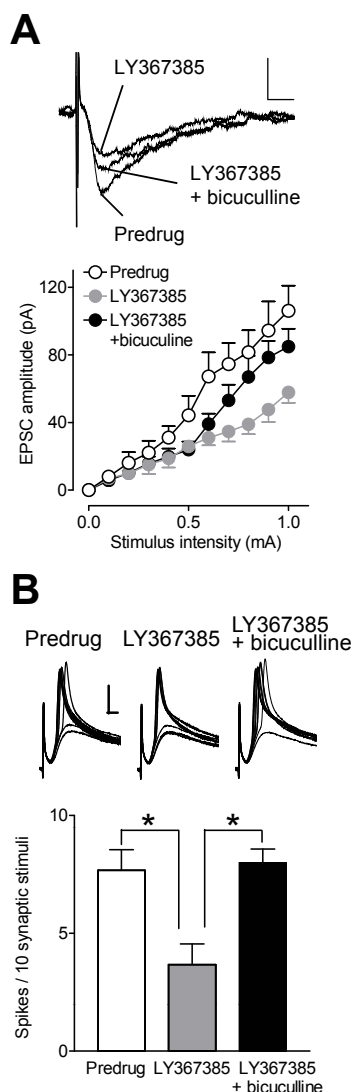 A
LY367385
LY367385
+ bicuculline
Predrug
Predrug
LY367385
LY367385
+bicuculine
EPSC amplitude (pA)
120
80
40
0
0.0 0.5 1.0
Stimulus intensity (mA)
B
Predrug LY367385 LY367385
+ bicuculline
Spikes / 10 synaptic stimuli
10
5
0
* *
Predrug LY367385 LY367385
+ bicuculline